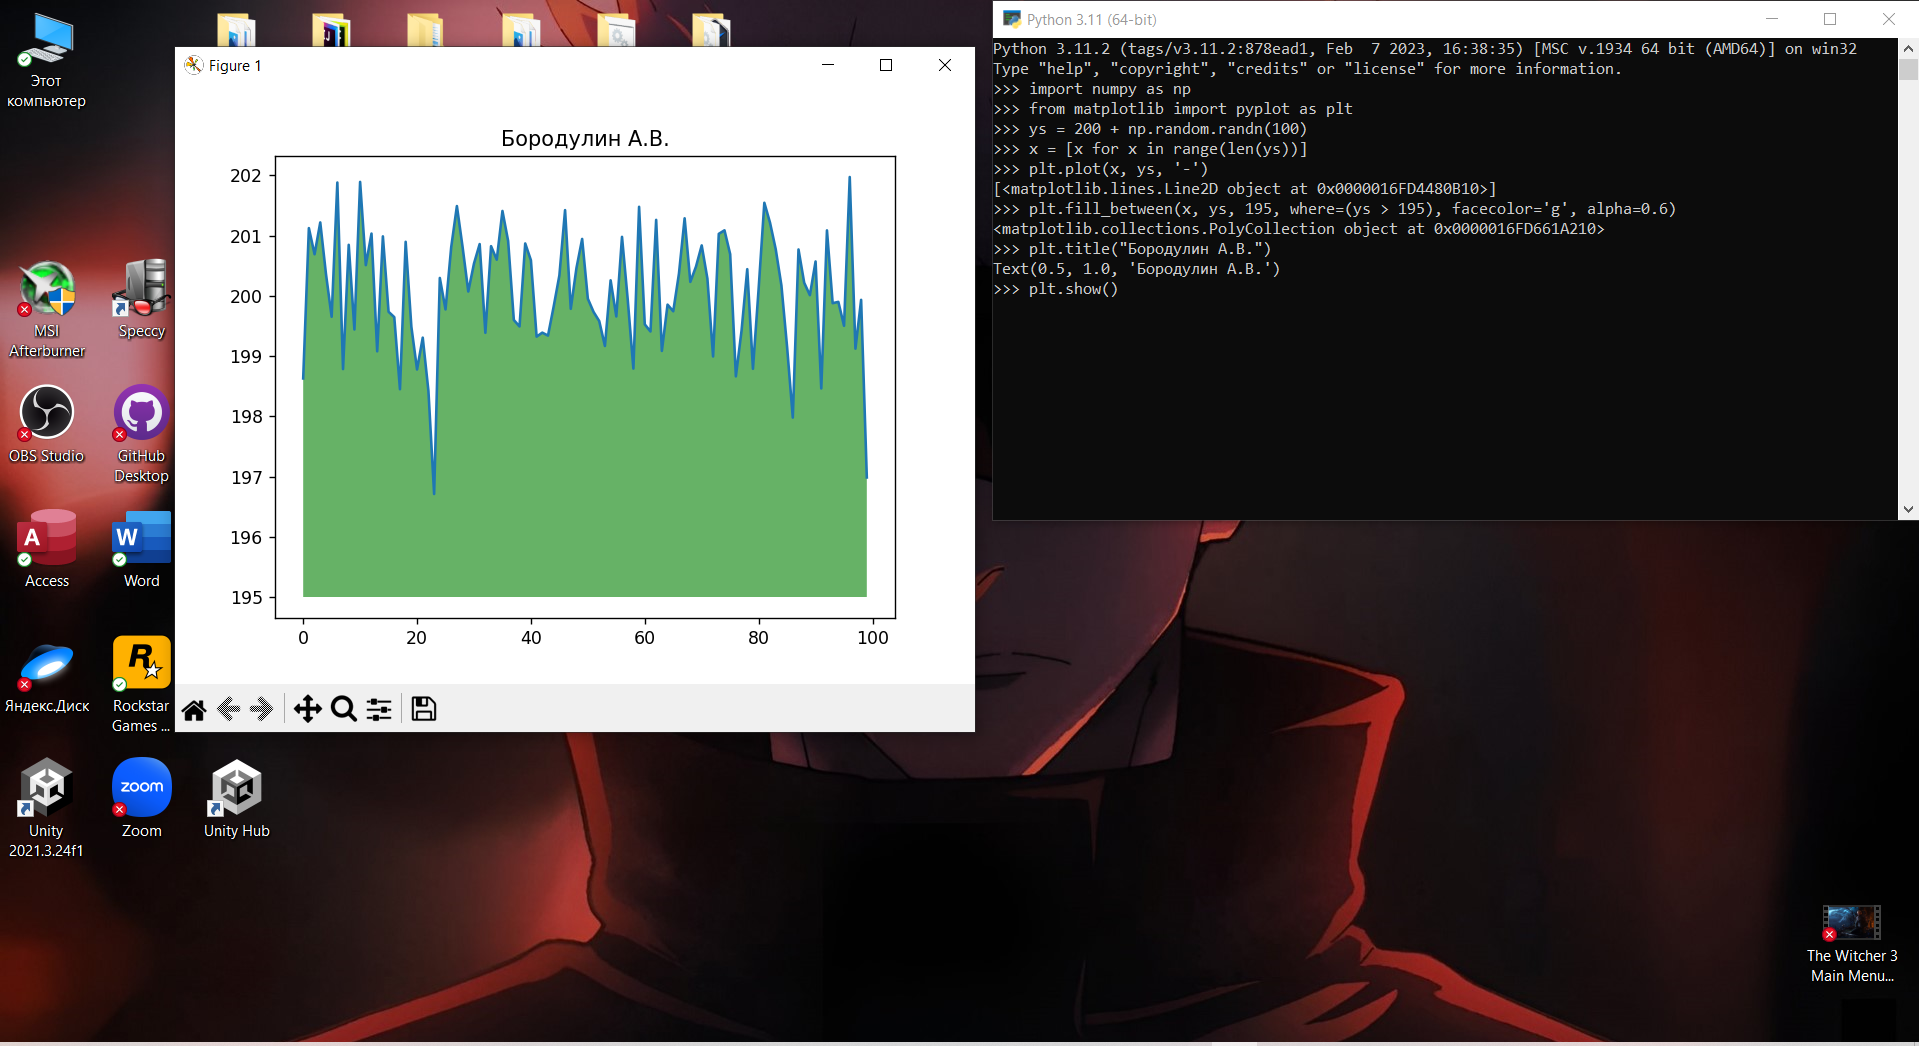 Этот
компьютер
MSI
Afterburner
Speccy
OBS Studio
GitHub
Desktop
A
Access
W
Word
Яндекс.Диск
R
Rockstar
Games ...
Unity
2021.3.24f1
zoom
Zoom
Unity Hub
Figure 1
Бородулин А.В.
202
201
200
199
198
197
196
195
0 20 40 60 80 100
Python 3.11 (64-bit)
Python 3.11.2 (tags/v3.11.2:878ead1, Feb  7 2023, 16:38:35) [MSC v.1934 64 bit (AMD64)] on win32
Type "help", "copyright", "credits" or "license" for more information.
>>> import numpy as np
>>> from matplotlib import pyplot as plt
>>> ys = 200 + np.random.randn(100)
>>> x = [x for x in range(len(ys))]
>>> plt.plot(x, ys, '-')
[<matplotlib.lines.Line2D object at 0x0000016FD4480B10>]
>>> plt.fill_between(x, ys, 195, where=(ys > 195), facecolor='g', alpha=0.6)
<matplotlib.collections.PolyCollection object at 0x0000016FD661A210>
>>> plt.title("Бородулин А.В.")
Text(0.5, 1.0, 'Бородулин А.В.')
>>> plt.show()
The Witcher 3
Main Menu...